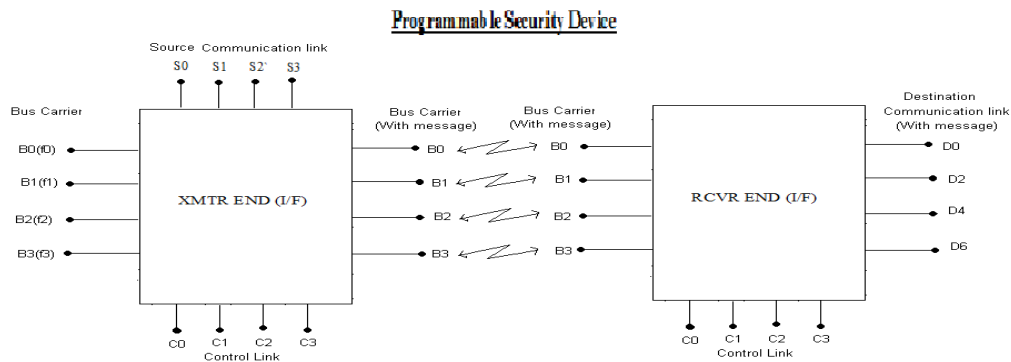 Programmable Security Device
Source Communication link
S0 S1 S2` S3
Bus Carrier
B0(f0)
B1(f1)
B2(f2)
B3(f3)
XMTR END (I/F)
C0 C1 C2 C3
Control Link
Bus Carrier
(With message)
B0
B1
B2
B3
Bus Carrier
(With message)
B0
B1
B2
B3
RCVR END (I/F)
C0 C1 C2 C3
Control Link
Destination
Communication link
(With message)
D0
D2
D4
D6